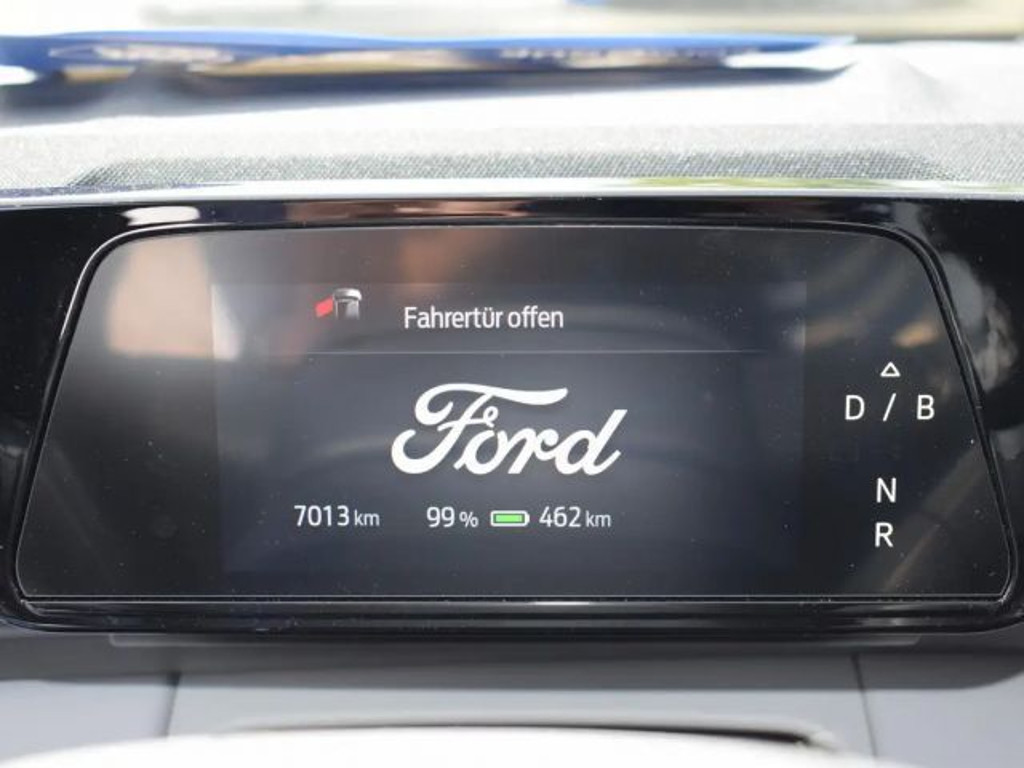 Fahrertür offen
Ford
7013 km 99 % 462 km
D / B
N
R